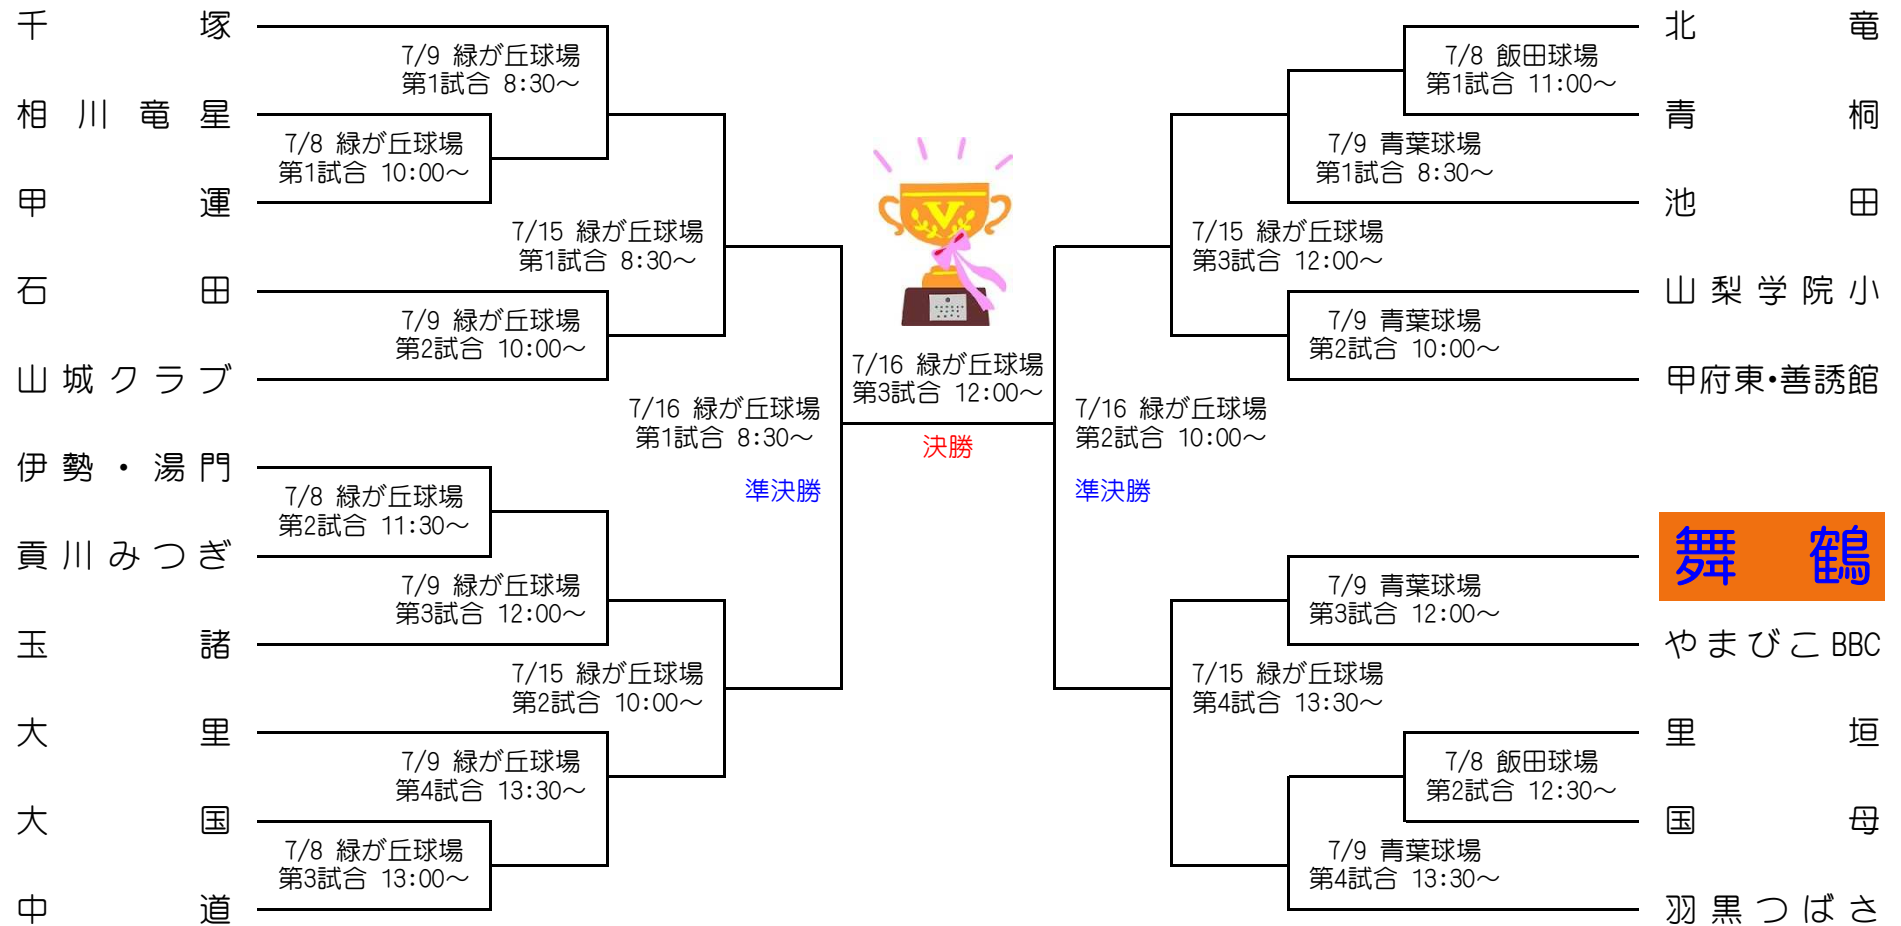 千塚
7/9 緑が丘球場
第1試合 8:30～
相川竜星
7/8 緑が丘球場
第1試合 10:00～
甲運
7/15 緑が丘球場
第1試合 8:30～
石田
7/9 緑が丘球場
第2試合 10:00～
山城クラブ
7/16 緑が丘球場
第1試合 8:30～
準決勝
伊勢・湯門
7/8 緑が丘球場
第2試合 11:30～
貢川みつぎ
7/9 緑が丘球場
第3試合 12:00～
玉諸
7/15 緑が丘球場
第2試合 10:00～
大里
7/9 緑が丘球場
第4試合 13:30～
大国
7/8 緑が丘球場
第3試合 13:00～
中道
V
7/16 緑が丘球場
第3試合 12:00～
決勝
北竜
7/8 飯田球場
第1試合 11:00～
青桐
7/9 青葉球場
第1試合 8:30～
池田
7/15 緑が丘球場
第3試合 12:00～
山梨学院小
7/9 青葉球場
第2試合 10:00～
甲府東・善誘館
7/16 緑が丘球場
第2試合 10:00～
準決勝
舞鶴
7/9 青葉球場
第3試合 12:00～
やまびこBBC
7/15 緑が丘球場
第4試合 13:30～
里垣
7/8 飯田球場
第2試合 12:30～
国母
7/9 青葉球場
第4試合 13:30～
羽黒つばさ